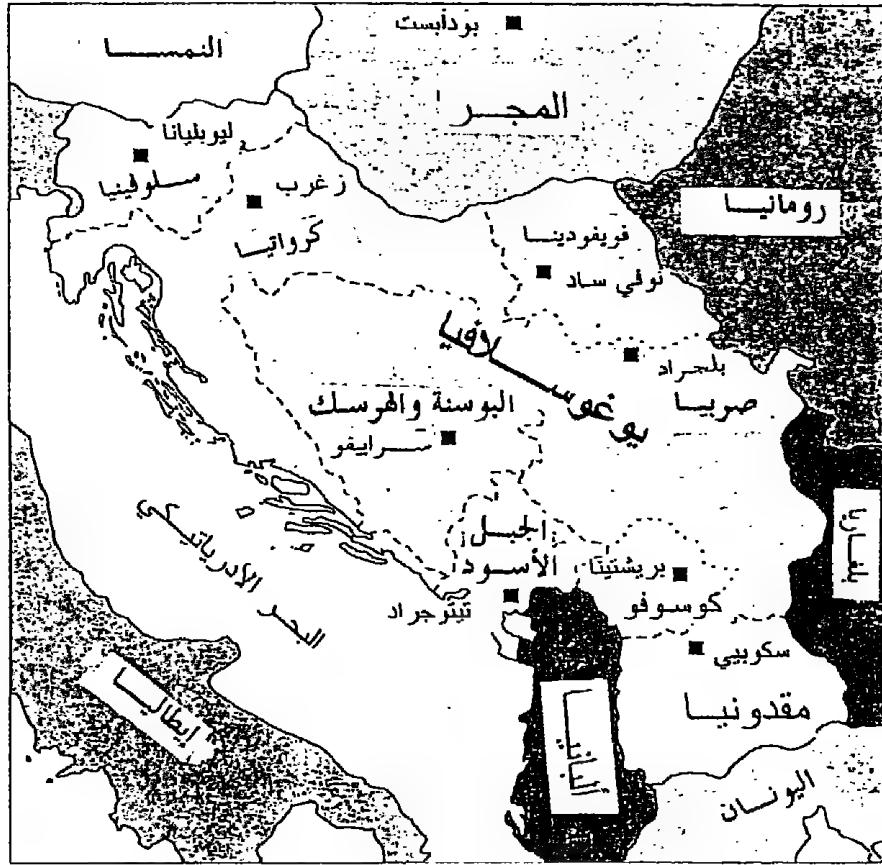 بودابست
النمسا
المجر
ليوبليانا
سلوفينيا
زغرب
كرواتيا
رومانيا
فويفودينا
نوفي ساد
يوغوسلافيا
بلجراد
صربيا
البوسنة والهرسك
سرايفو
بلغاريا
الجبل
الأسود
تيتوجراد
بريشتينا
كوسوفو
البحر الأدرياتيكي
سكوبيي
مقدونيا
إيطاليا
ألبانيا
اليونان